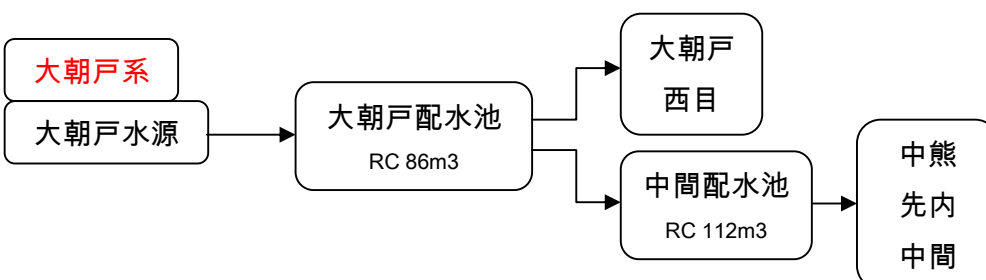 大朝戸系
大朝戸水源
大朝戸配水池
RC 86m3
大朝戸
西目
中間配水池
RC 112m3
中熊
先内
中間